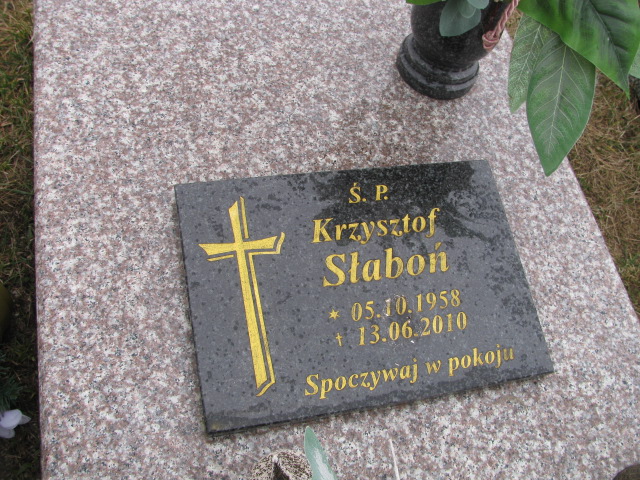 Ś. P.
Krzysztof
Słaboń
* 05.10.1958
† 13.06.2010
Spoczywaj w pokoju